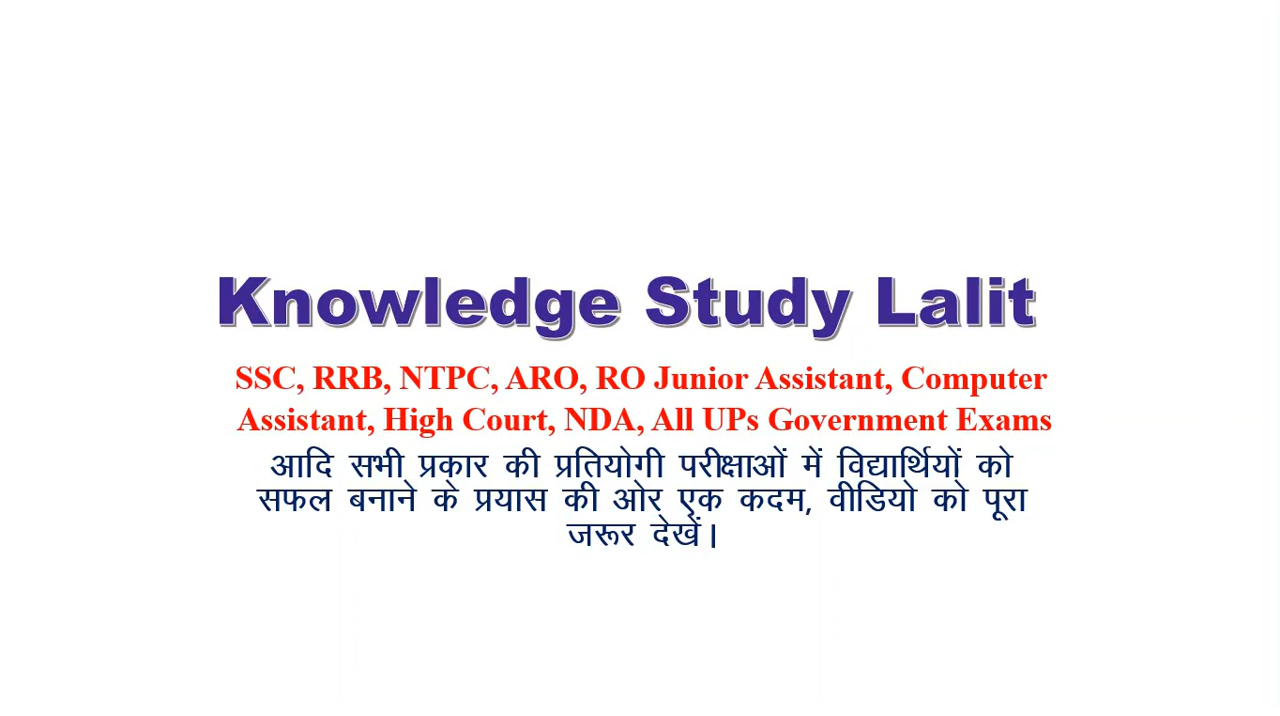 Knowledge Study Lalit
SSC, RRB, NTPC, ARO, RO Junior Assistant, Computer
Assistant, High Court, NDA, All UPs Government Exams
आदि सभी प्रकार की प्रतियोगी परीक्षाओं में विद्यार्थियों को
सफल बनाने के प्रयास की ओर एक कदम, वीडियो को पूरा
जरूर देखें।